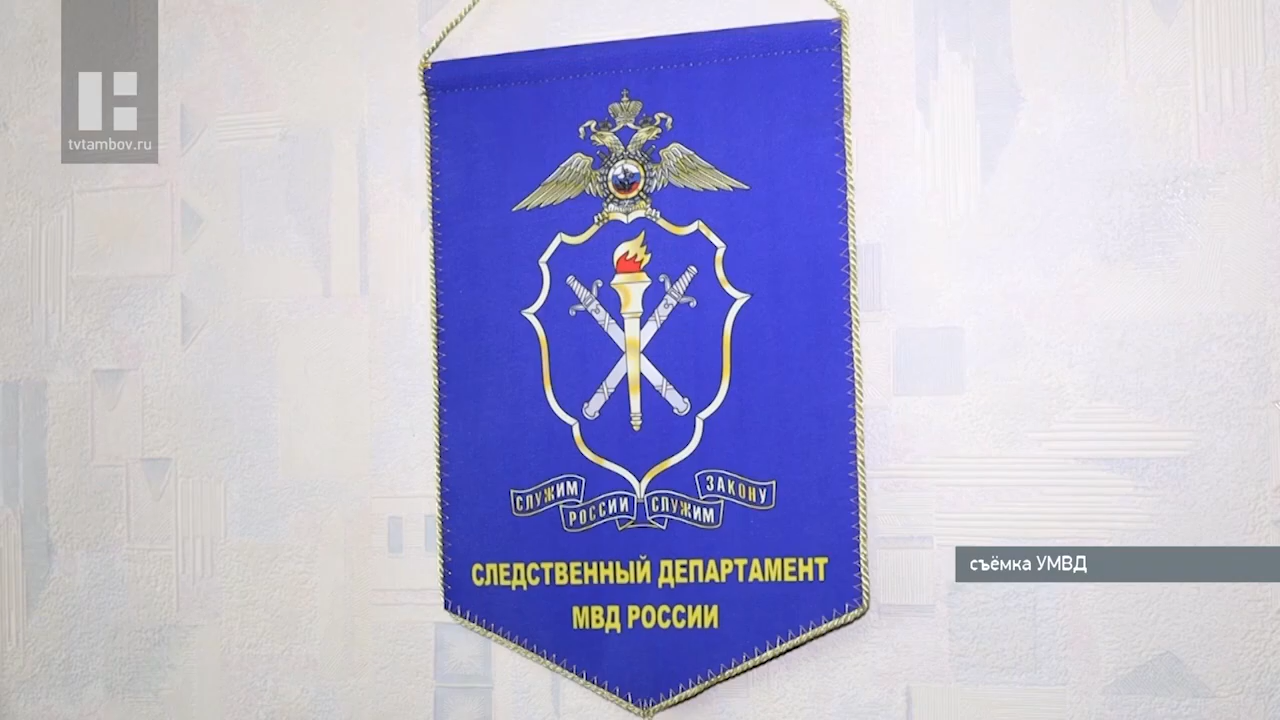 tvtambov.ru
СЛУЖИМ РОССИИ СЛУЖИМ ЗАКОНУ
СЛЕДСТВЕННЫЙ ДЕПАРТАМЕНТ
МВД РОССИИ
съёмка УМВД